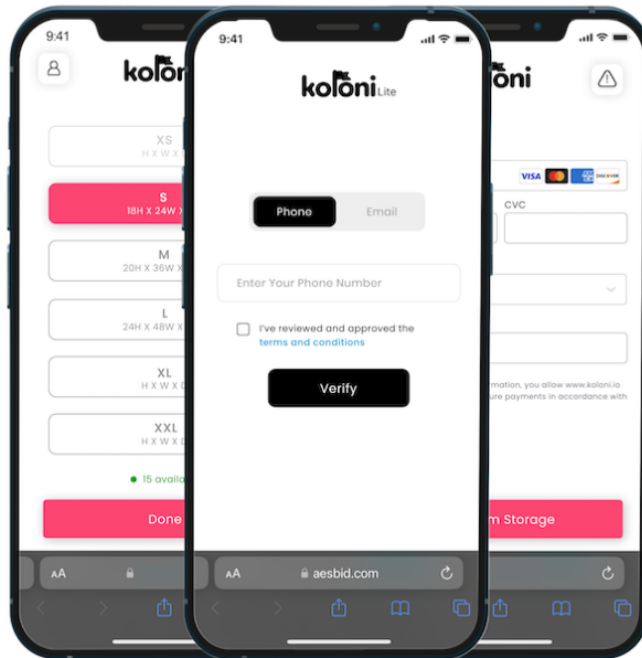 9:41
koloni
XS
H X W X
S
18H X 24W X
M
20H X 36W X
L
24H X 48W X
XL
H X W X D
XXL
H X W X D
15 availa
Done
AA
9:41
koloni Lite
Phone
Email
Enter Your Phone Number
I've reviewed and approved the
terms and conditions
Verify
AA
aesbid.com
oni
VISA
DISCOVER
CVC
rmation, you allow www.koloni.io
ure payments in accordance with
m Storage